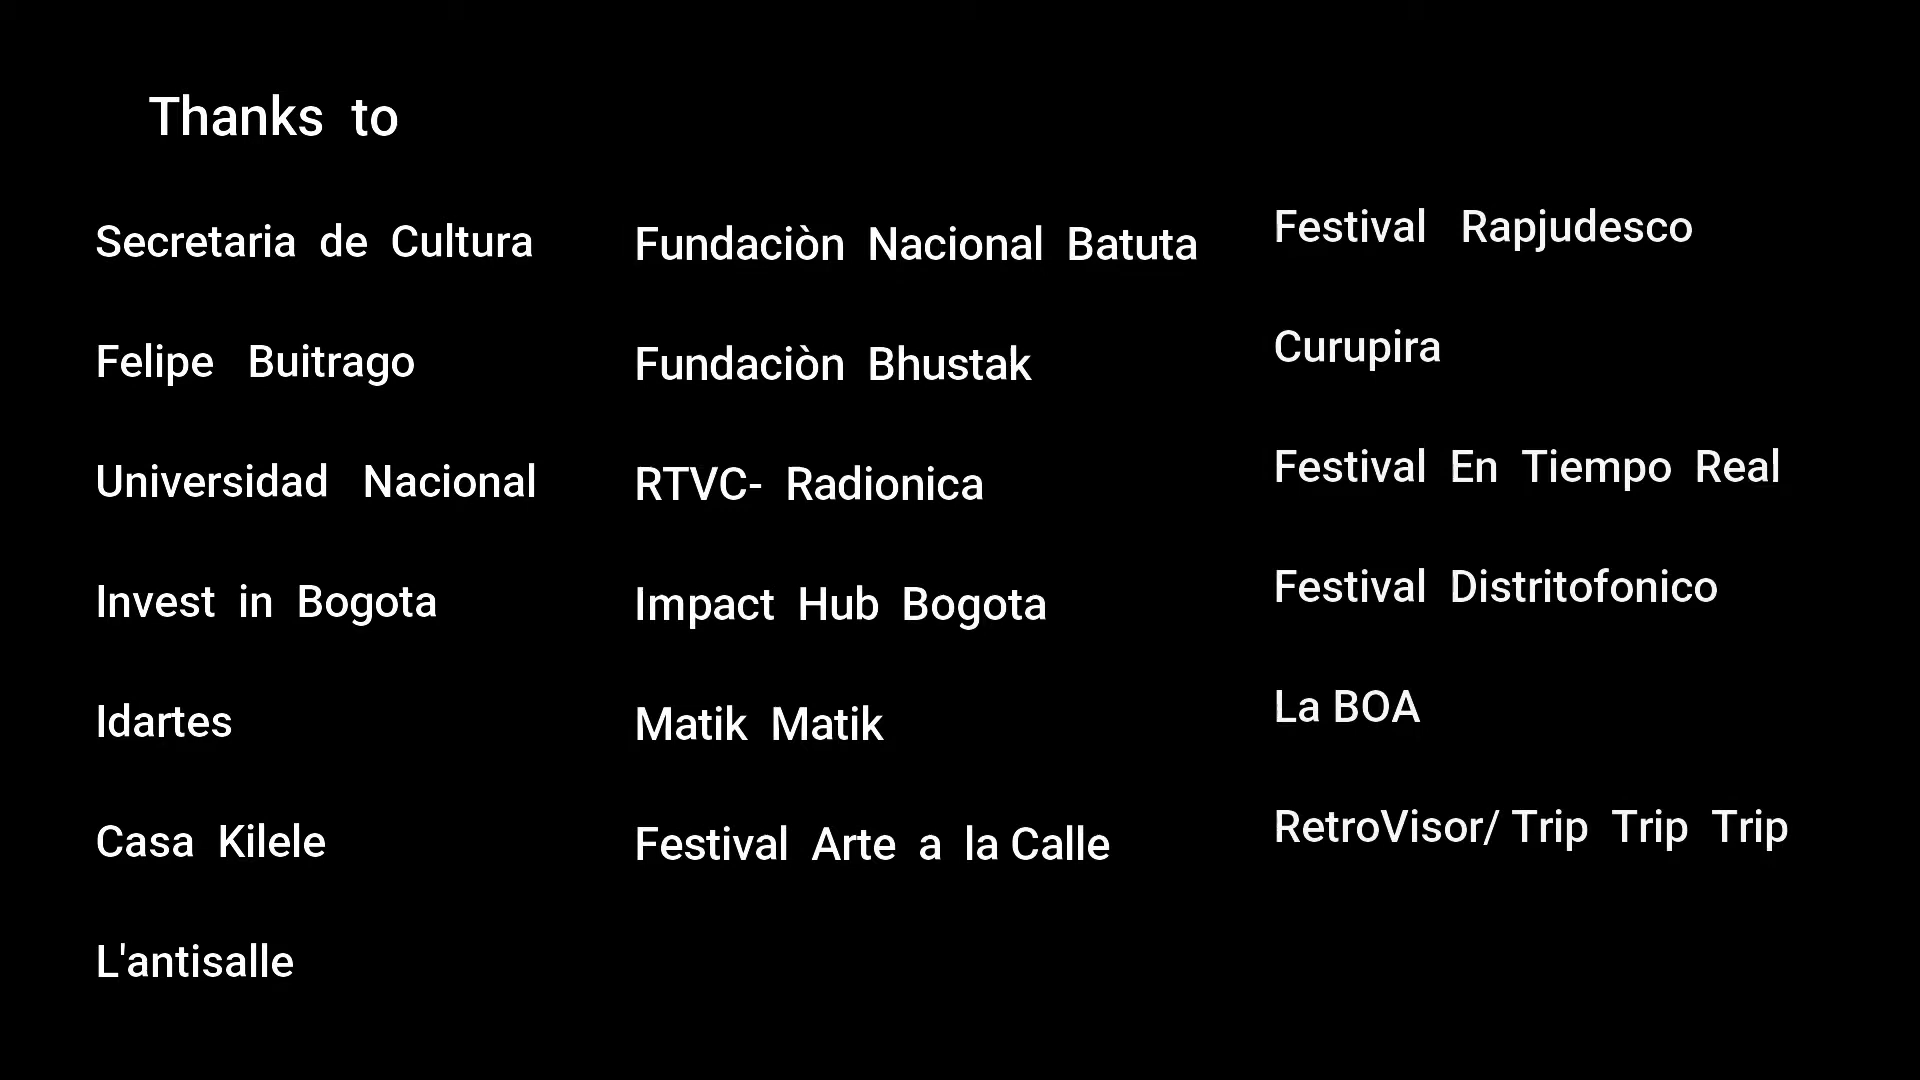 Thanks to
Secretaria de Cultura
Felipe Buitrago
Universidad Nacional
Invest in Bogota
Idartes
Casa Kilele
L'antisalle
Fundaciòn Nacional Batuta
Fundaciòn Bhustak
RTVC- Radionica
Impact Hub Bogota
Matik Matik
Festival Arte a la Calle
Festival Rapjudesco
Curupira
Festival En Tiempo Real
Festival Distritofonico
La BOA
RetroVisor/ Trip Trip Trip